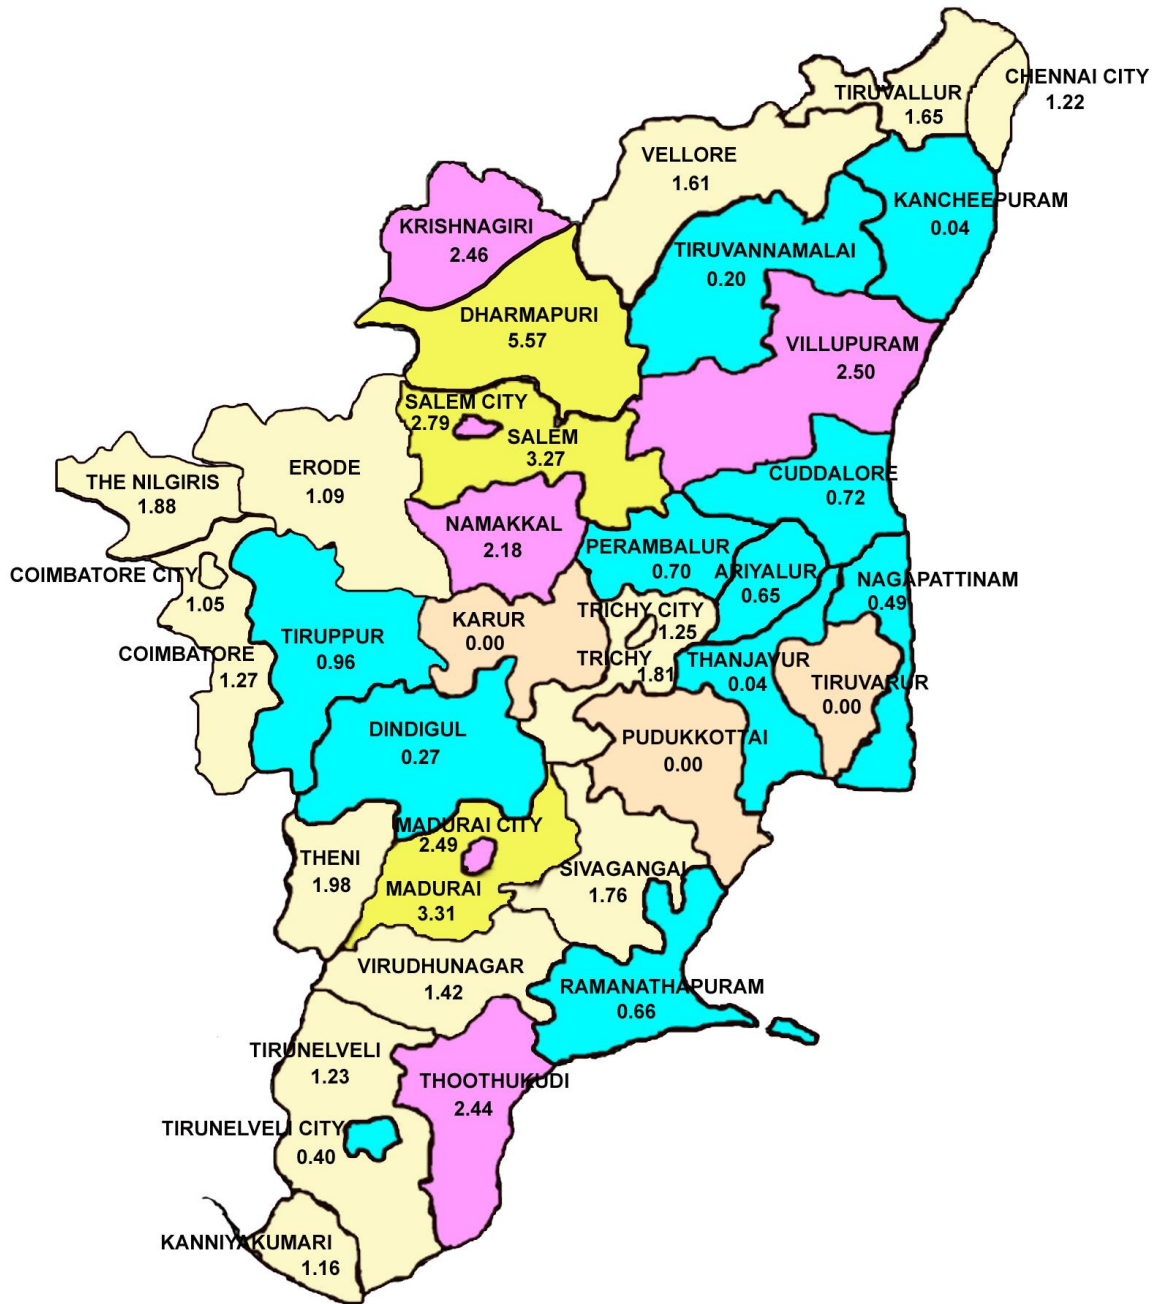 CHENNAI CITY
1.22
TIRUVALLUR
1.65
VELLORE
1.61
KANCHEEPURAM
0.04
KRISHNAGIRI
2.46
TIRUVANNAMALAI
0.20
DHARMAPURI
5.57
VILLUPURAM
2.50
SALEM CITY
2.79
SALEM
3.27
ERODE
1.09
THE NILGIRIS
1.88
CUDDALORE
0.72
NAMAKKAL
2.18
PERAMBALUR
0.70
ARIYALUR
0.65
NAGAPATTINAM
0.49
COIMBATORE CITY
1.05
KARUR
0.00
TRICHY CITY
1.25
TIRUPPUR
0.96
COIMBATORE
1.27
TRICHY
1.81
THANJAVUR
0.04
TIRUVARUR
0.00
DINDIGUL
0.27
PUDUKKOTTAI
0.00
MADURAI CITY
2.49
THENI
1.98
MADURAI
3.31
SIVAGANGAI
1.76
VIRUDHUNAGAR
1.42
RAMANATHAPURAM
0.66
TIRUNELVELI
1.23
THOOTHUKUDI
2.44
TIRUNELVELI CITY
0.40
KANNIYAKUMARI
1.16